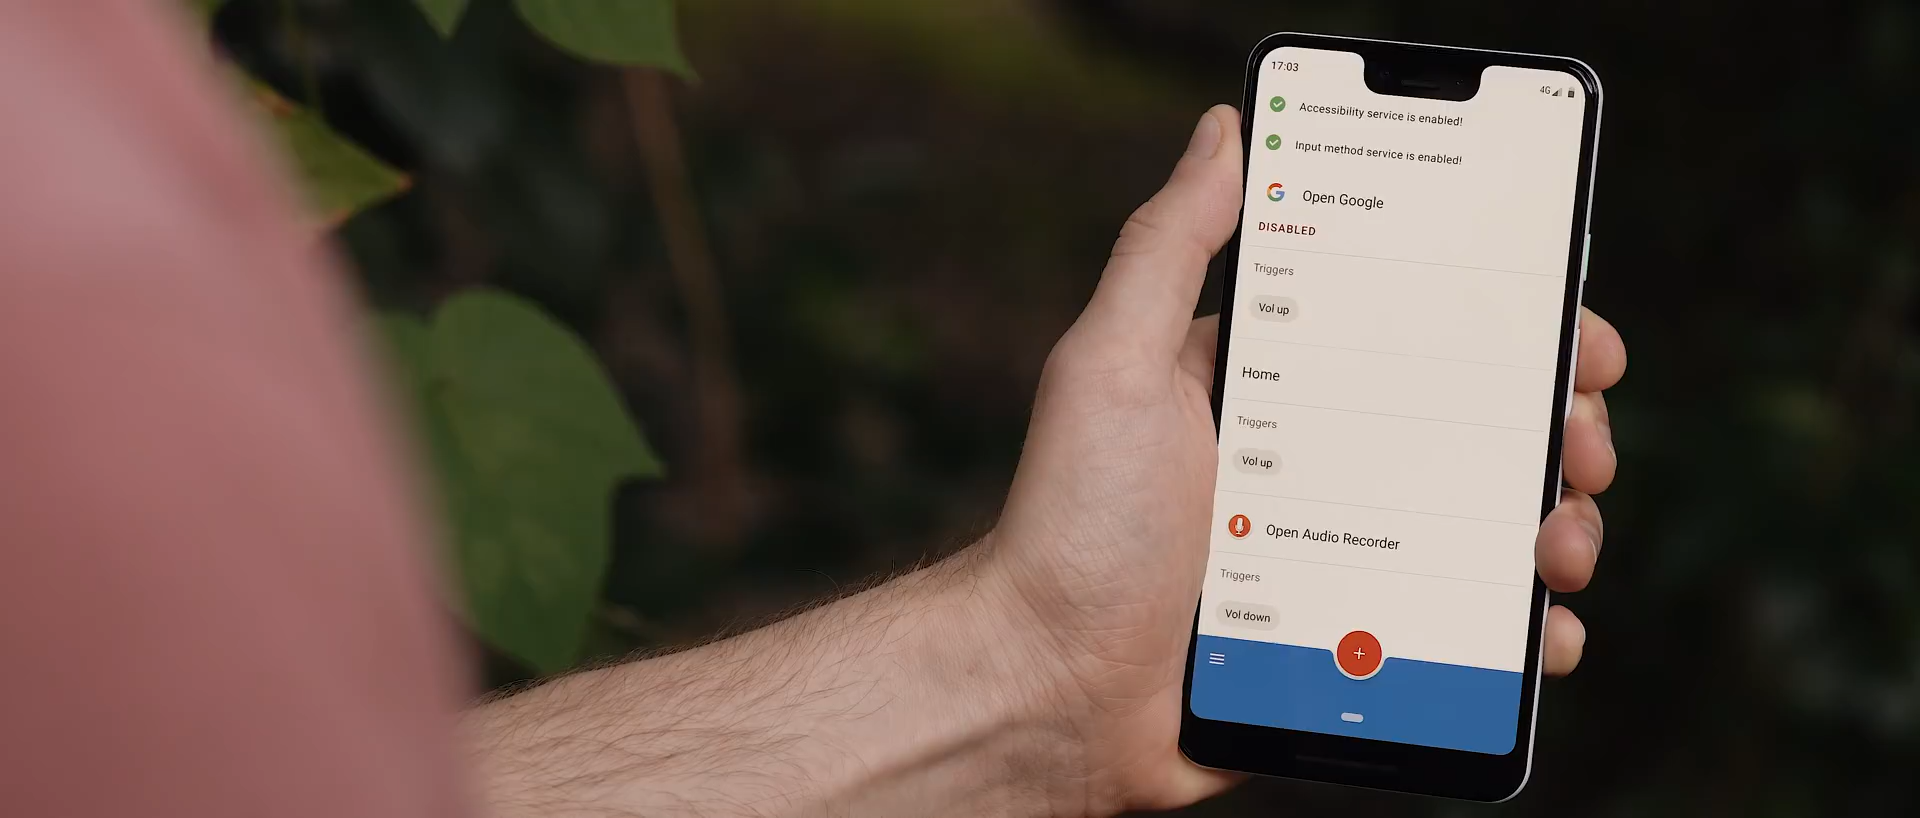 17:03
4G
Accessibility service is enabled!
Input method service is enabled!
Open Google
DISABLED
Triggers
Vol up
Home
Triggers
Vol up
Open Audio Recorder
Triggers
Vol down